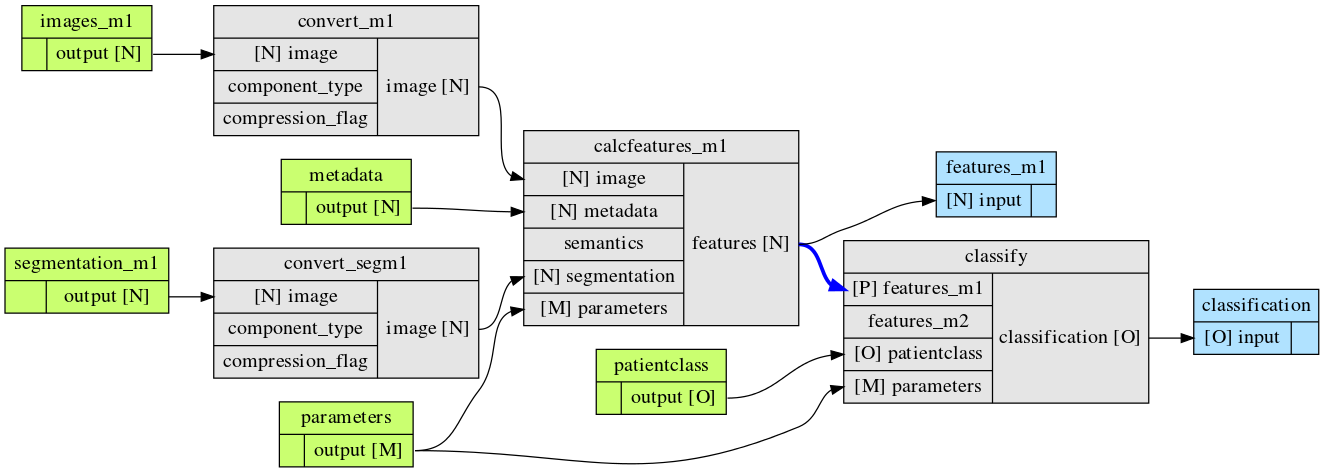 images_m1
output [N]
convert_m1
[N] image
component_type
compression_flag
image [N]
metadata
output [N]
segmentation_m1
output [N]
convert_segm1
[N] image
component_type
compression_flag
image [N]
parameters
output [M]
calcfeatures_m1
[N] image
[N] metadata
semantics
[N] segmentation
[M] parameters
features [N]
patientclass
output [O]
features_m1
[N] input
classify
[P] features_m1
features_m2
[O] patientclass
[M] parameters
classification [O]
classification
[O] input